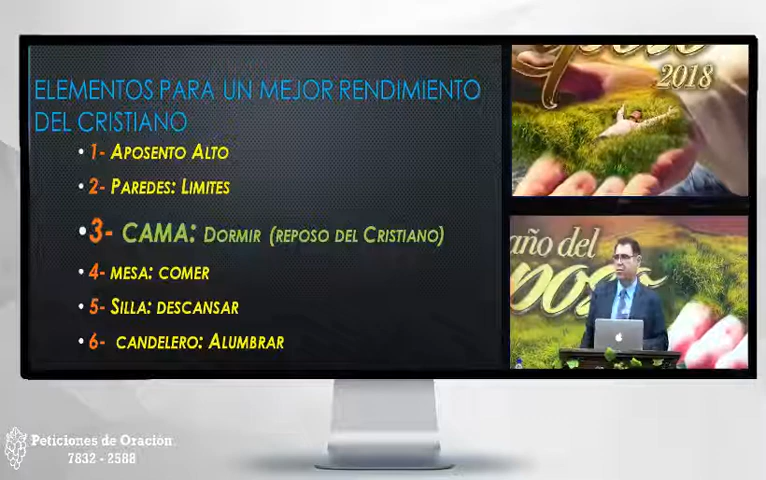 ELEMENTOS PARA UN MEJOR RENDIMIENTO
DEL CRISTIANO
• 1- APOSENTO ALTO
• 2- PAREDES: LIMITES
• 3- CAMA: DORMIR (REPOSO DEL CRISTIANO)
• 4- MESA: COMER
• 5- SILLA: DESCANSAR
• 6- CANDELERO: ALUMBRAR
2018
año del
Peticiones de Oración
7832 - 2588